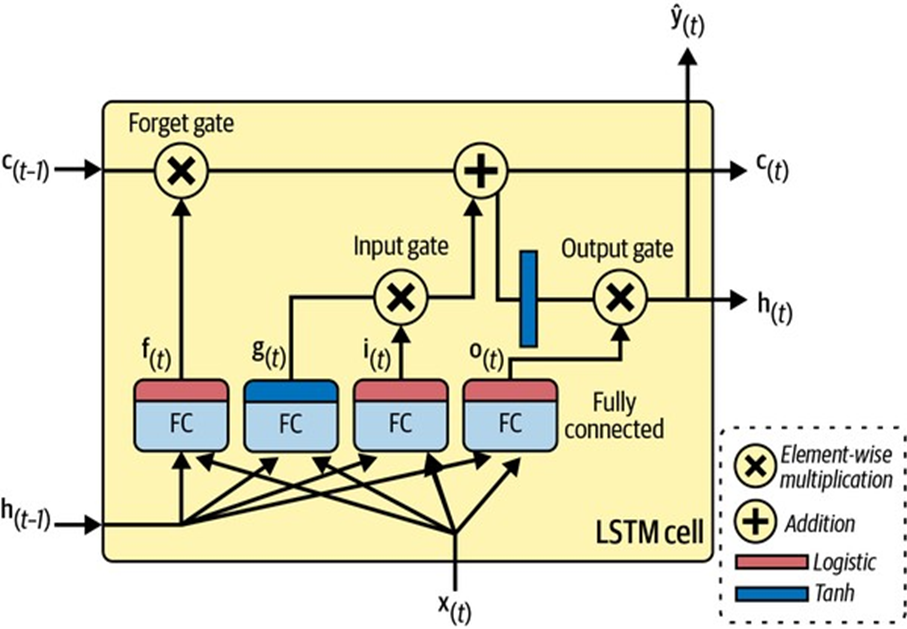 ŷ(t)
Forget gate
c(t–1)
c(t)
Input gate
Output gate
h(t)
f(t)
g(t)
i(t)
o(t)
FC
FC
FC
FC
Fully
connected
h(t–1)
LSTM cell
x(t)
Element-wise
multiplication
Addition
Logistic
Tanh